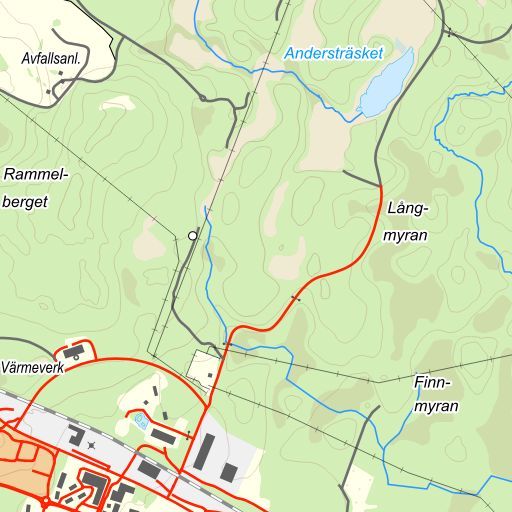 Andersträsket
Avfallsanl.
Rammel-
berget
Lång-
myran
Värmeverk
Finn-
myran